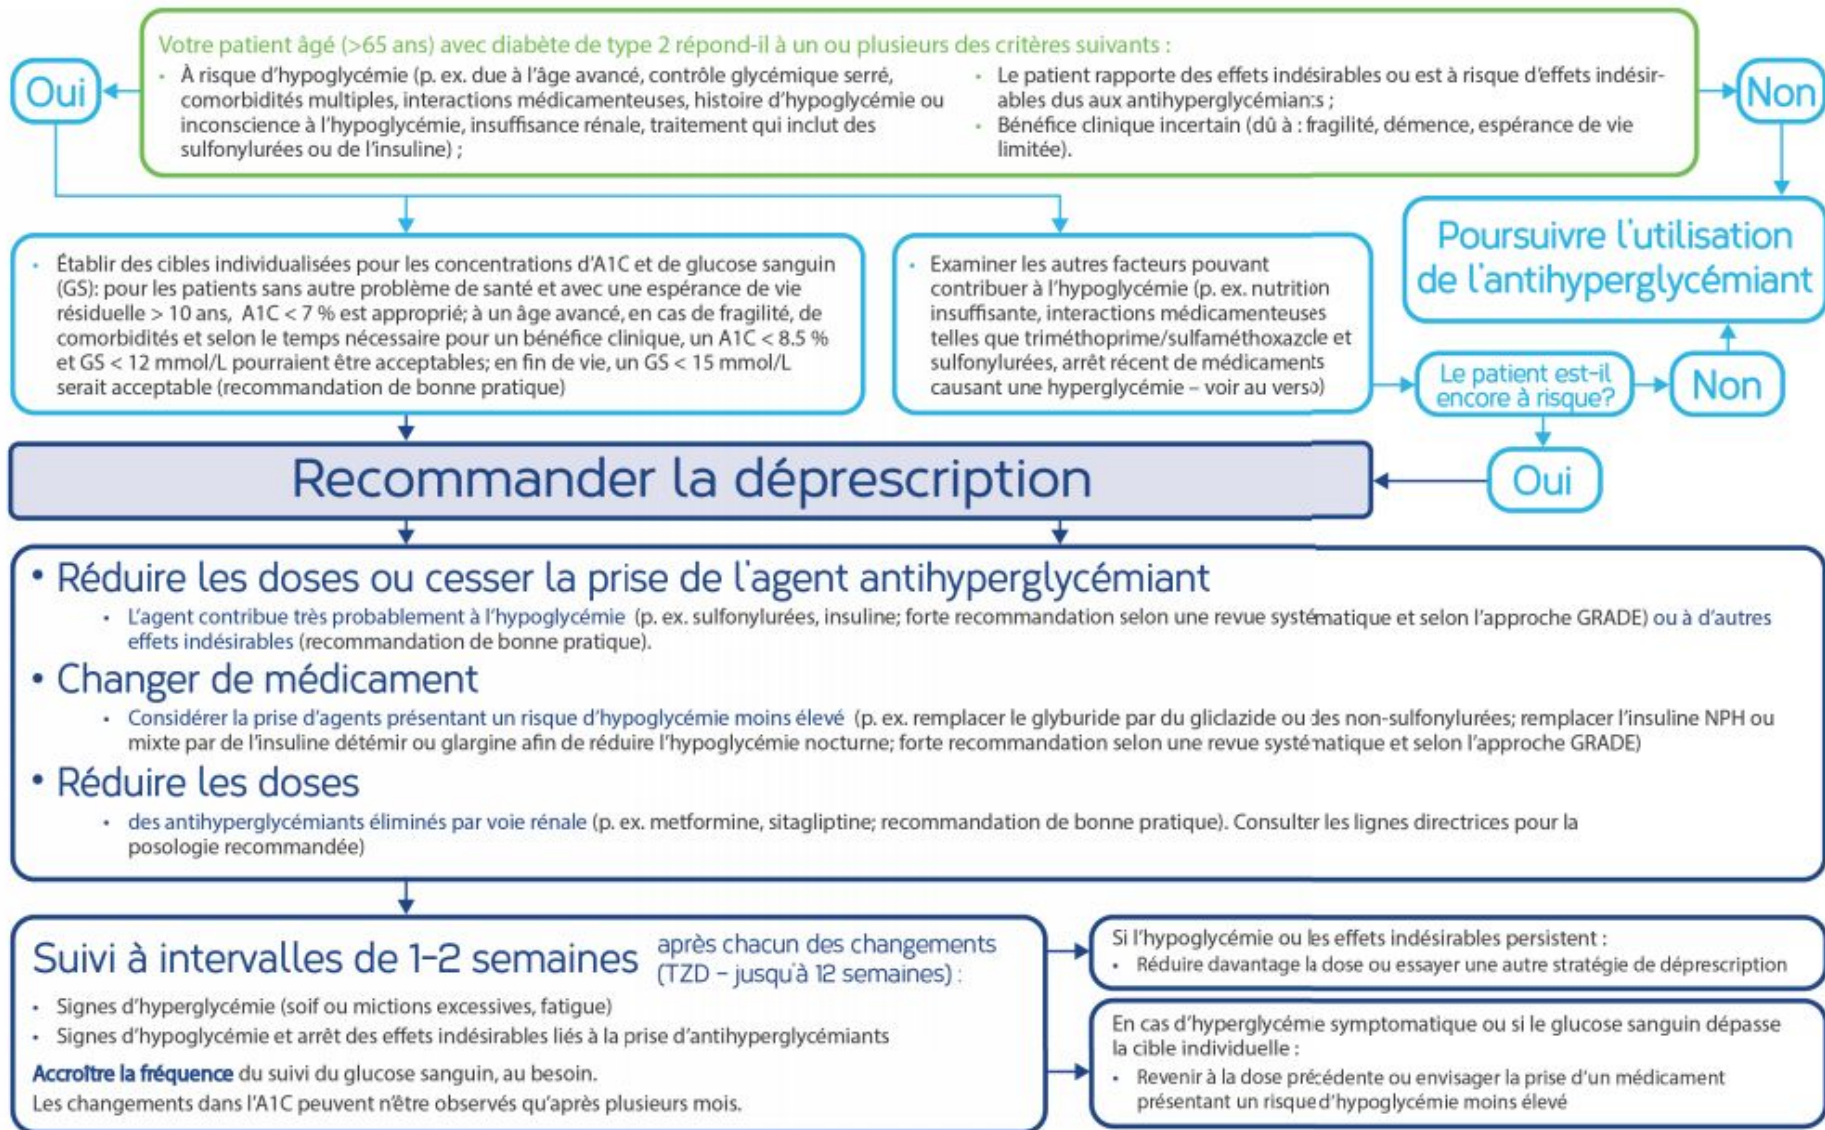 Votre patient âgé (>65 ans) avec diabète de type 2 répond-il à un ou plusieurs des critères suivants :
Oui
• À risque d'hypoglycémie (p. ex. due à l'âge avancé, contrôle glycémique serré,
comorbidités multiples, interactions médicamenteuses, histoire d'hypoglycémie ou
inconscience à l'hypoglycémie, insuffisance rénale, traitement qui inclut des
sulfonylurées ou de l'insuline) ;
• Le patient rapporte des effets indésirables ou est à risque d'effets indésir-
ables dus aux antihyperglycémiants ;
• Bénéfice clinique incertain (dû à : fragilité, démence, espérance de vie
limitée).
Non
• Établir des cibles individualisées pour les concentrations d'A1C et de glucose sanguin
(GS): pour les patients sans autre problème de santé et avec une espérance de vie
résiduelle > 10 ans, A1C < 7 % est approprié; à un âge avancé, en cas de fragilité, de
comorbidités et selon le temps nécessaire pour un bénéfice clinique, un A1C < 8.5 %
et GS < 12 mmol/L pourraient être acceptables; en fin de vie, un GS < 15 mmol/L
serait acceptable (recommandation de bonne pratique)
• Examiner les autres facteurs pouvant
contribuer à l'hypoglycémie (p. ex. nutrition
insuffisante, interactions médicamenteuses
telles que triméthoprime/sulfaméthoxazole et
sulfonylurées, arrêt récent de médicaments
causant une hyperglycémie – voir au verso)
Poursuivre l'utilisation
de l'antihyperglycémiant
Le patient est-il
encore à risque?
Non
Oui
Recommander la déprescription
• Réduire les doses ou cesser la prise de l'agent antihyperglycémiant
• L'agent contribue très probablement à l'hypoglycémie (p. ex. sulfonylurées, insuline; forte recommandation selon une revue systématique et selon l'approche GRADE) ou à d'autres
effets indésirables (recommandation de bonne pratique).
• Changer de médicament
• Considérer la prise d'agents présentant un risque d'hypoglycémie moins élevé (p. ex. remplacer le glyburide par du gliclazide ou des non-sulfonylurées; remplacer l'insuline NPH ou
mixte par de l'insuline détémir ou glargine afin de réduire l'hypoglycémie nocturne; forte recommandation selon une revue systématique et selon l'approche GRADE)
• Réduire les doses
• des antihyperglycémiants éliminés par voie rénale (p. ex. metformine, sitagliptine; recommandation de bonne pratique). Consulter les lignes directrices pour la
posologie recommandée)
Suivi à intervalles de 1-2 semaines après chacun des changements
(TZD – jusqu'à 12 semaines) :
• Signes d'hyperglycémie (soif ou mictions excessives, fatigue)
• Signes d'hypoglycémie et arrêt des effets indésirables liés à la prise d'antihyperglycémiants
Accroître la fréquence du suivi du glucose sanguin, au besoin.
Les changements dans l'A1C peuvent n'être observés qu'après plusieurs mois.
Si l'hypoglycémie ou les effets indésirables persistent :
• Réduire davantage la dose ou essayer une autre stratégie de déprescription
En cas d'hyperglycémie symptomatique ou si le glucose sanguin dépasse
la cible individuelle :
• Revenir à la dose précédente ou envisager la prise d'un médicament
présentant un risque d'hypoglycémie moins élevé